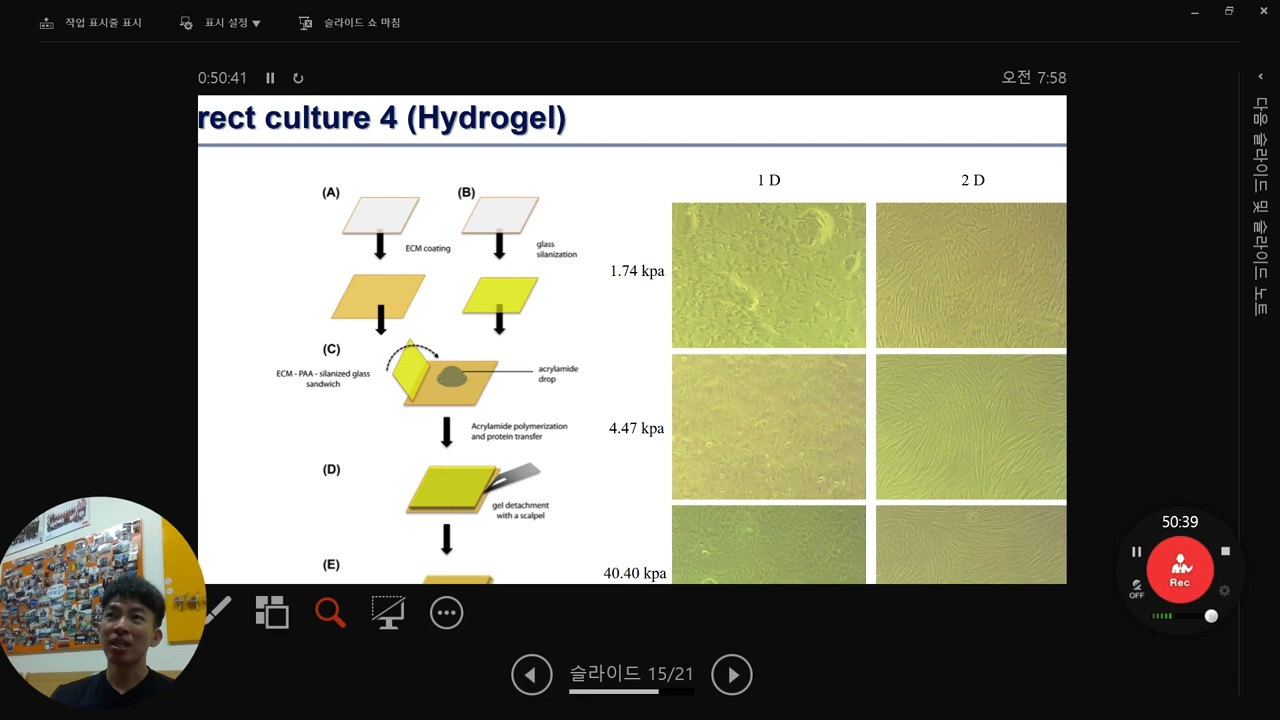 작업 표시줄 표시
표시 설정 ▼
슬라이드 쇼 마침
0:50:41
오전 7:58
rect culture 4 (Hydrogel)
(A)
(B)
ECM coating
glass
silanization
(C)
ECM - PAA - silanized glass
sandwich
acrylamide
drop
Acrylamide polymerization
and protein transfer
(D)
gel detachment
with a scalpel
(E)
1 D
2 D
1.74 kpa
4.47 kpa
40.40 kpa
다음 슬라이드 및 슬라이드 노트
50:39
Rec
OFF
슬라이드 15/21